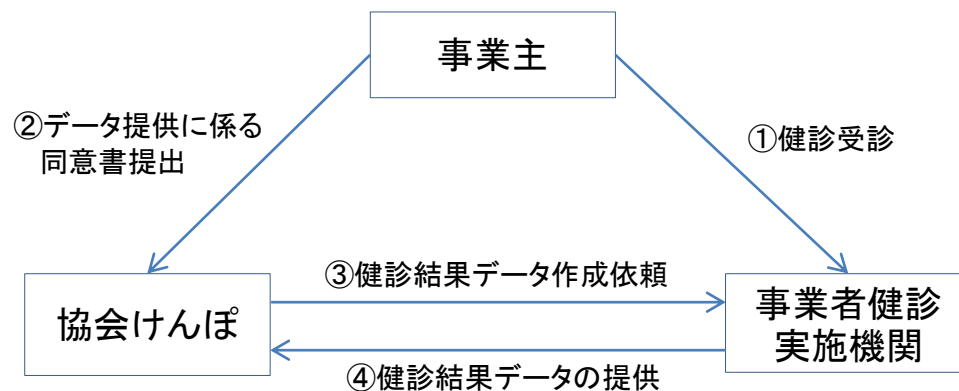 事業主
②データ提供に係る
同意書提出
①健診受診
③健診結果データ作成依頼
協会けんぽ
事業者健診
実施機関
④健診結果データの提供